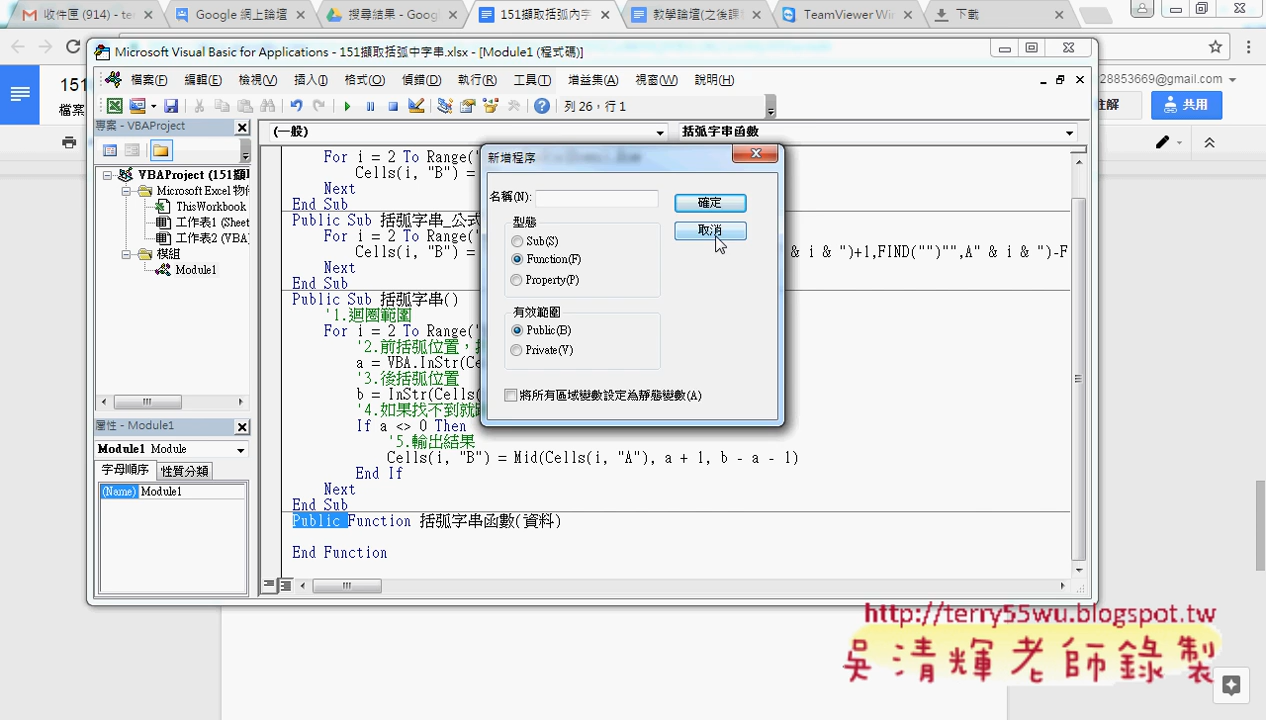 收件匣 (914) - ter
Google 網上論壇
搜尋結果 - Goog
151擷取括弧內字
教學論壇(之後課
TeamViewer Win
下載
28853669@gmail.com
151
檔案
註解
共用
Microsoft Visual Basic for Applications - 151擷取括弧中字串.xlsx - [Module1 (程式碼)]
檔案(F) 編輯(E) 檢視(V) 插入(I) 格式(O) 偵錯(D) 執行(R) 工具(T) 增益集(A) 視窗(W) 說明(H)
列 26，行 1
專案 - VBAProject
VBAProject (151擷
Microsoft Excel 物件
ThisWorkbook
工作表1 (Sheet
工作表2 (VBA)
模組
Module1
屬性 - Module1
Module1 Module
字母順序 性質分類
(Name) Module1
(一般) 括弧字串函數
For i = 2 To Range("
Cells(i, "B") =
Next
End Sub
Public Sub 括弧字串_公式
For i = 2 To Range("
Cells(i, "B") = & i & ")+1,FIND("")"",A" & i & ")-F
Next
End Sub
Public Sub 括弧字串()
'1.迴圈範圍
For i = 2 To Range("
'2.前括弧位置，
a = VBA.InStr(Ce
'3.後括弧位置
b = InStr(Cells(
'4.如果找不到就
If a <> 0 Then
'5.輸出結果
Cells(i, "B") = Mid(Cells(i, "A"), a + 1, b - a - 1)
End If
Next
End Sub
Public Function 括弧字串函數(資料)
End Function
新增程序
名稱(N):
確定
取消
型態
Sub(S)
Function(F)
Property(P)
有效範圍
Public(B)
Private(V)
將所有區域變數設定為靜態變數(A)
http://terry55wu.blogspot.tw
吳清輝老師錄製